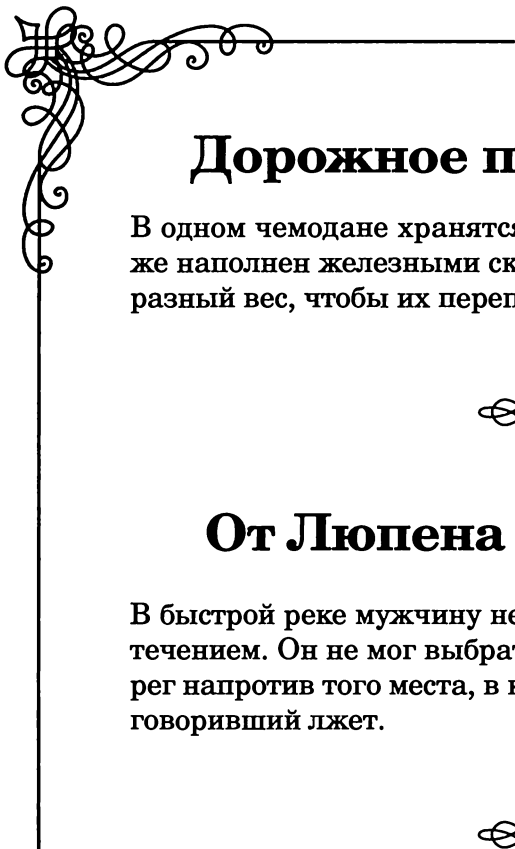 Дорожное п
В одном чемодане хранятся
же наполнен железными ск
разный вес, чтобы их переп
От Люпена
В быстрой реке мужчину не
течением. Он не мог выбрат
рег напротив того места, в к
говоривший лжет.